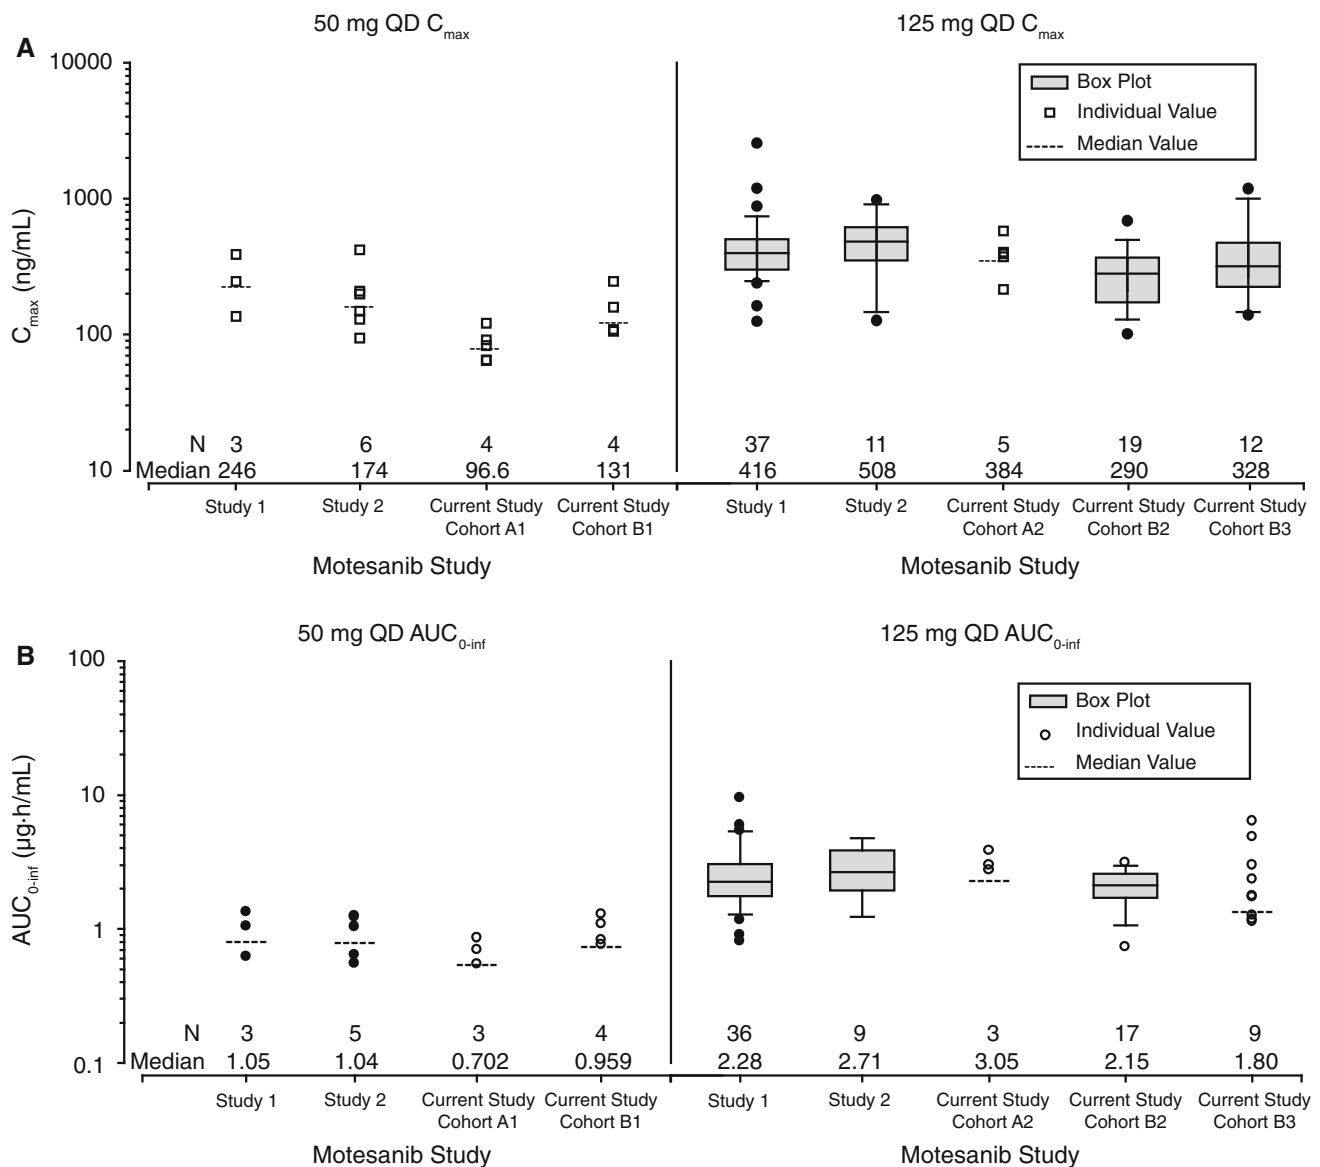 A
50 mg QD Cmax
125 mg QD Cmax
10000
1000
100
10
Cmax (ng/mL)
Box Plot
Individual Value
Median Value
N 3 6 4 4 37 11 5 19 12
Median 246 174 96.6 131 416 508 384 290 328
Study 1
Study 2
Current Study
Cohort A1
Current Study
Cohort B1
Study 1
Study 2
Current Study
Cohort A2
Current Study
Cohort B2
Current Study
Cohort B3
Motesanib Study
Motesanib Study
B
50 mg QD AUC0-inf
125 mg QD AUC0-inf
100
10
1
0.1
AUC0-inf (µg·h/mL)
Box Plot
Individual Value
Median Value
N 3 5 3 4 36 9 3 17 9
Median 1.05 1.04 0.702 0.959 2.28 2.71 3.05 2.15 1.80
Study 1
Study 2
Current Study
Cohort A1
Current Study
Cohort B1
Study 1
Study 2
Current Study
Cohort A2
Current Study
Cohort B2
Current Study
Cohort B3
Motesanib Study
Motesanib Study